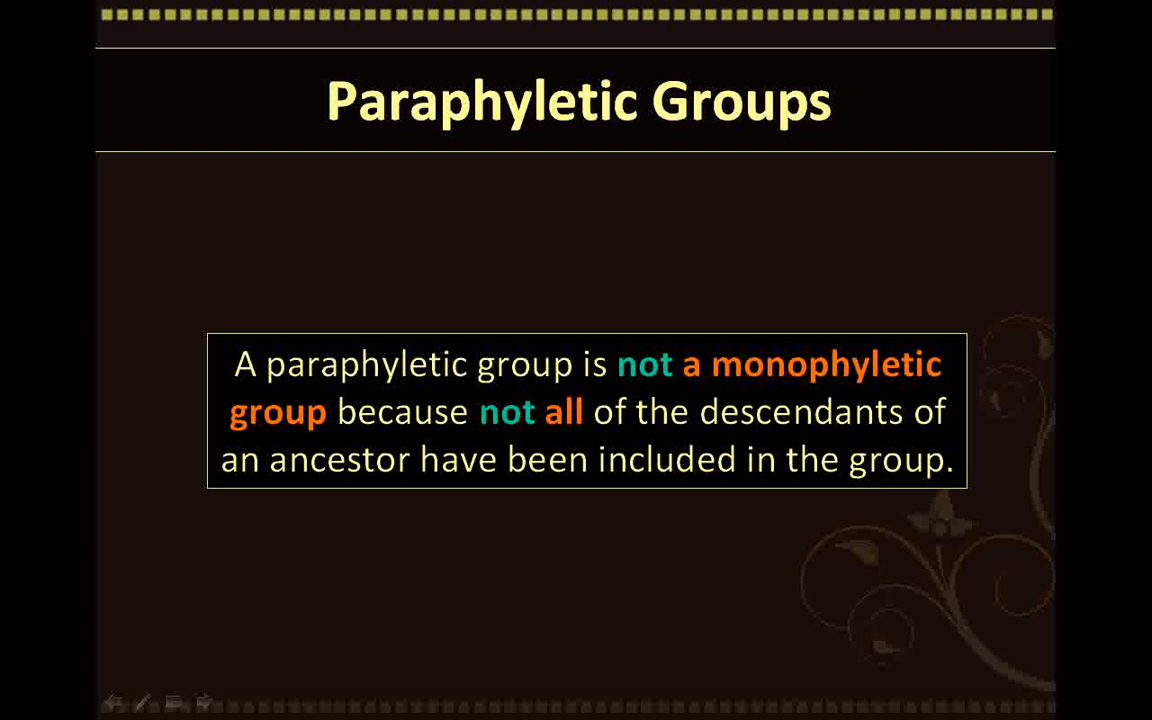 Paraphyletic Groups
A paraphyletic group is not a monophyletic
group because not all of the descendants of
an ancestor have been included in the group.